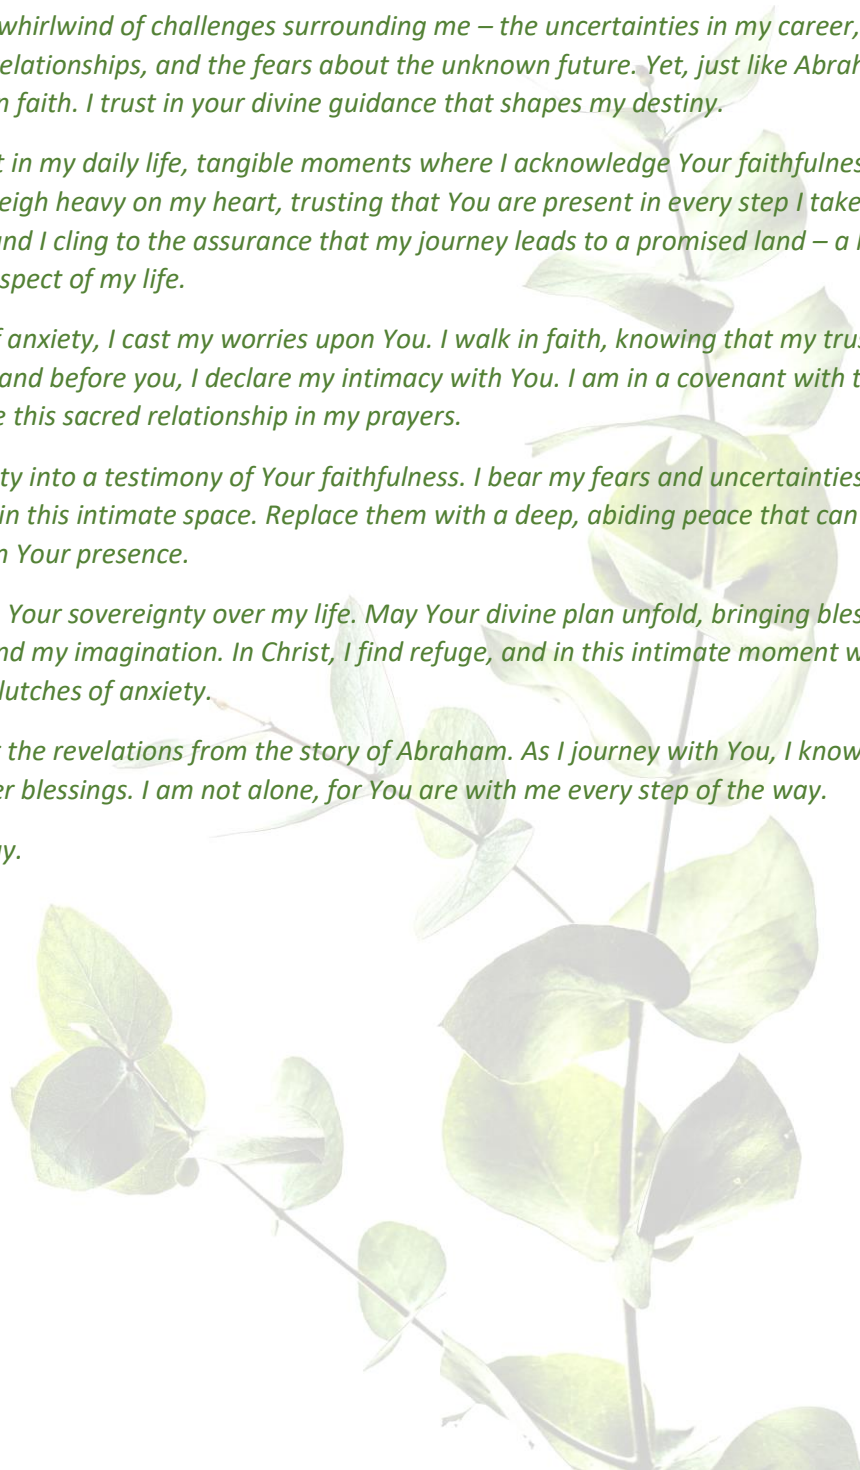 whirlwind of challenges surrounding me – the uncertainties in my career,
elationships, and the fears about the unknown future. Yet, just like Abrah
n faith. I trust in your divine guidance that shapes my destiny.
t in my daily life, tangible moments where I acknowledge Your faithfulnes
eigh heavy on my heart, trusting that You are present in every step I take
nd I cling to the assurance that my journey leads to a promised land – a l
spect of my life.
f anxiety, I cast my worries upon You. I walk in faith, knowing that my trus
and before you, I declare my intimacy with You. I am in a covenant with t
e this sacred relationship in my prayers.
ty into a testimony of Your faithfulness. I bear my fears and uncertainties
in this intimate space. Replace them with a deep, abiding peace that can
n Your presence.
Your sovereignty over my life. May Your divine plan unfold, bringing bles
nd my imagination. In Christ, I find refuge, and in this intimate moment w
lutches of anxiety.
r the revelations from the story of Abraham. As I journey with You, I know
er blessings. I am not alone, for You are with me every step of the way.
y.